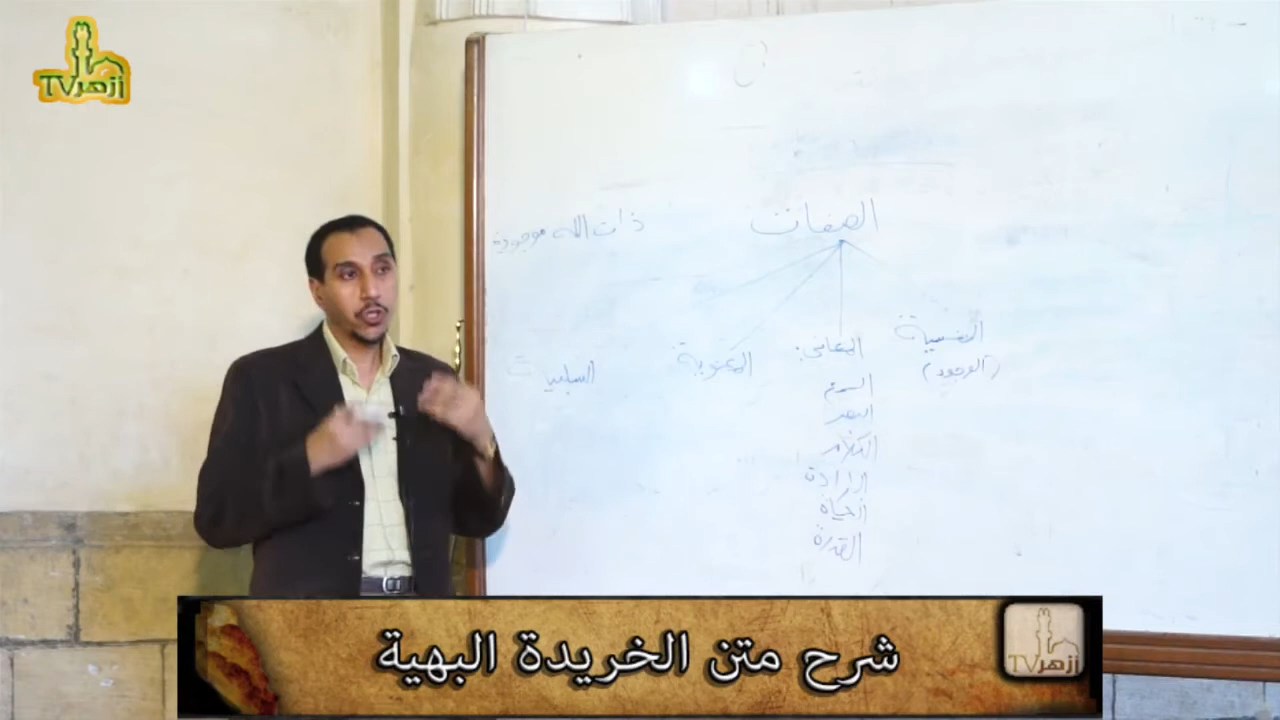 أزهر TV
الصفات
ذات الله موجودة
النفسية
(الوجود)
المعاني:
السمع
البصر
الكلام
الإرادة
الحياة
القدرة
المعنوية
السلبية
شرح متن الخريدة البهية
أزهر TV